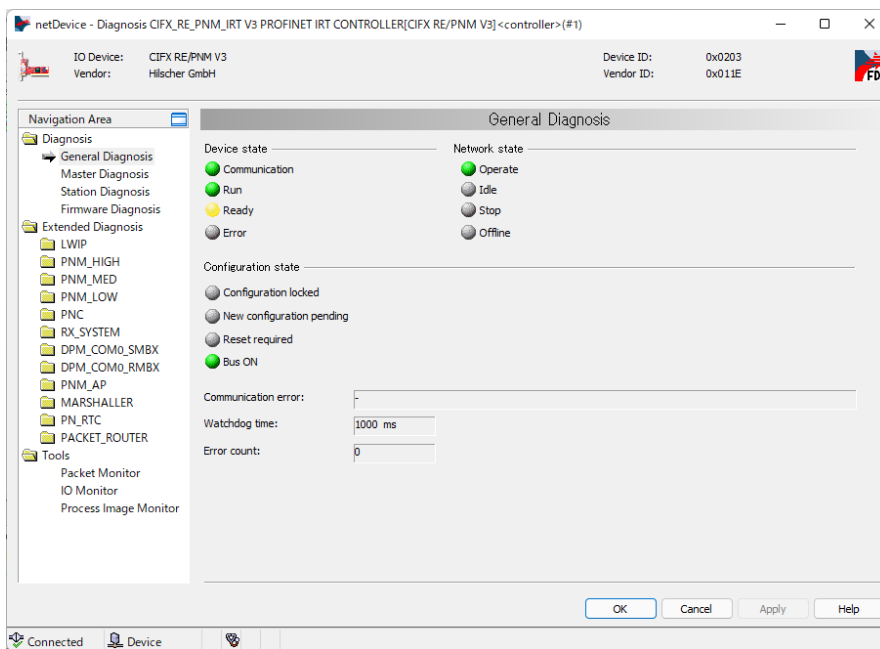 netDevice - Diagnosis CIFX_RE_PNM_IRT V3 PROFINET IRT CONTROLLER[CIFX RE/PNM V3]<controller>(#1)
IO Device: CIFX RE/PNM V3 Device ID: 0x0203
Vendor: Hilscher GmbH Vendor ID: 0x011E
FD
Navigation Area
Diagnosis
General Diagnosis
Master Diagnosis
Station Diagnosis
Firmware Diagnosis
Extended Diagnosis
LWIP
PNM_HIGH
PNM_MED
PNM_LOW
PNC
RX_SYSTEM
DPM_COM0_SMBX
DPM_COM0_RMBX
PNM_AP
MARSHALLER
PN_RTC
PACKET_ROUTER
Tools
Packet Monitor
IO Monitor
Process Image Monitor
General Diagnosis
Device state Network state
Communication Operate
Run Idle
Ready Stop
Error Offline
Configuration state
Configuration locked
New configuration pending
Reset required
Bus ON
Communication error: -
Watchdog time: 1000 ms
Error count: 0
OK Cancel Apply Help
Connected Device